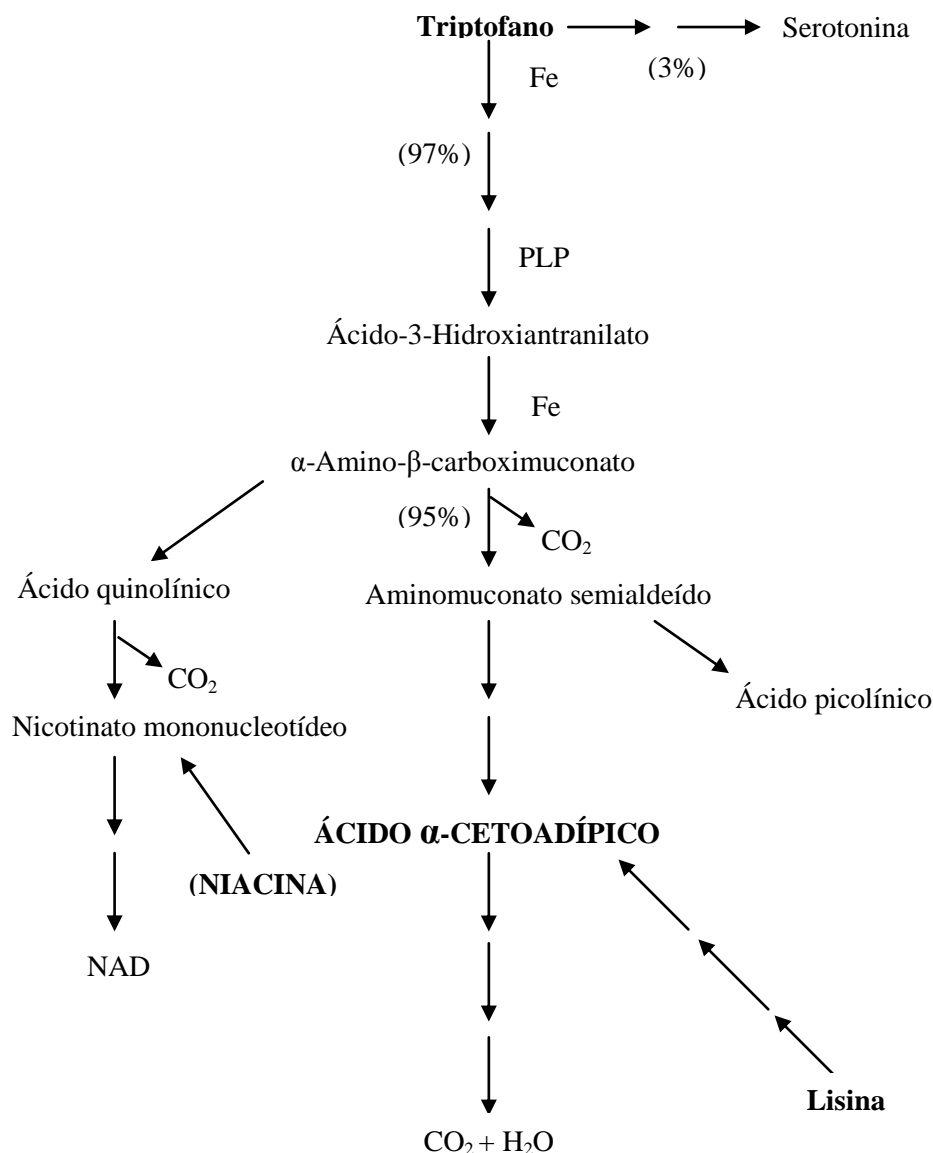 Triptofano
Serotonina
(3%)
Fe
(97%)
PLP
Ácido-3-Hidroxiantranilato
Fe
α-Amino-β-carboximuconato
(95%)
CO₂
Ácido quinolínico
Aminomuconato semialdeído
CO₂
Ácido picolínico
Nicotinato mononucleotídeo
ÁCIDO α-CETOADÍPICO
(NIACINA)
NAD
Lisina
CO₂ + H₂O